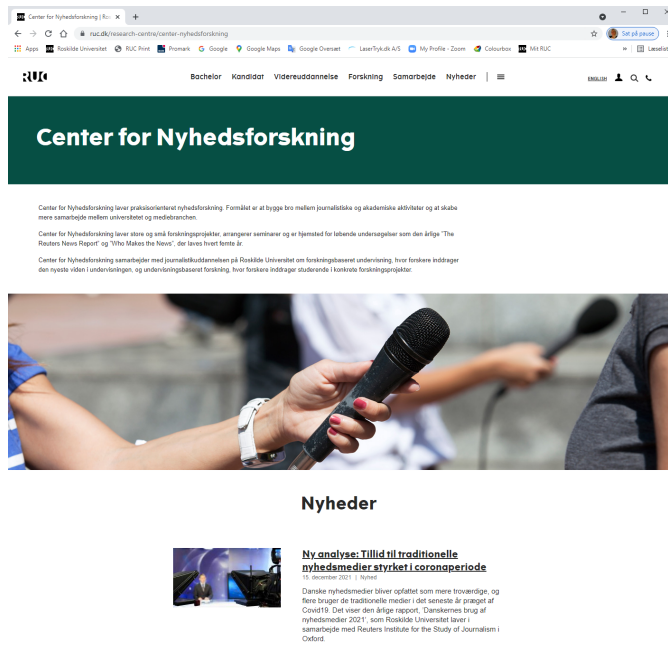 Center for Nyhedsforskning | Ros
ruc.dk/research-centre/center-nyhedsforskning
Sat på pause
Apps Roskilde Universitet RUC Print Promark Google Google Maps Google Oversæt LaserTryk.dk A/S My Profile - Zoom Colourbox Mit RUC » Læselist
RUC Bachelor Kandidat Videreuddannelse Forskning Samarbejde Nyheder ENGLISH
Center for Nyhedsforskning
Center for Nyhedsforskning laver praksisorienteret nyhedsforskning. Formålet er at bygge bro mellem journalistiske og akademiske aktiviteter og at skabe
mere samarbejde mellem universitetet og mediebranchen.
Center for Nyhedsforskning laver store og små forskningsprojekter, arrangerer seminarer og er hjemsted for løbende undersøgelser som den årlige "The
Reuters News Report" og "Who Makes the News", der laves hvert femte år.
Center for Nyhedsforskning samarbejder med journalistikuddannelsen på Roskilde Universitet om forskningsbaseret undervisning, hvor forskere inddrager
den nyeste viden i undervisningen, og undervisningsbaseret forskning, hvor forskere inddrager studerende i konkrete forskningsprojekter.
Nyheder
Ny analyse: Tillid til traditionelle
nyhedsmedier styrket i coronaperiode
15. december 2021 | Nyhed
Danske nyhedsmedier bliver opfattet som mere troværdige, og
flere bruger de traditionelle medier i det seneste år præget af
Covid19. Det viser den årlige rapport, 'Danskernes brug af
nyhedsmedier 2021', som Roskilde Universitet laver i
samarbejde med Reuters Institute for the Study of Journalism i
Oxford.